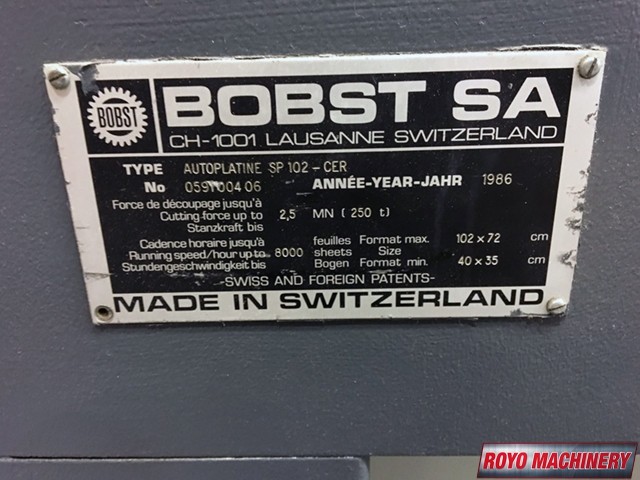 BOBST
BOBST SA
CH-1001 LAUSANNE SWITZERLAND
TYPE AUTOPLATINE SP 102-CER
No ANNÉE-YEAR-JAHR 1986
Force de découpage jusqu'à
Cutting force up to 2,5 MN (250 t)
Stanzkraft bis
Cadence horaire jusqu'à feuilles Format max. 102 x 72 cm
Running speed/hour up to 8000 sheets Size
Stundengeschwindigkeit bis Bogen Format min. 40 x 35 cm
-SWISS AND FOREIGN PATENTS-
MADE IN SWITZERLAND
ROYO MACHINERY